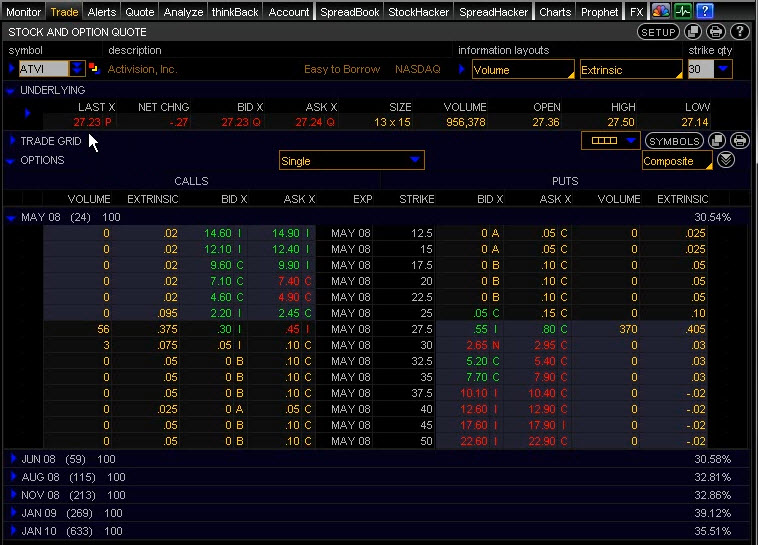 Monitor Trade Alerts Quote Analyze thinkBack Account SpreadBook StockHacker SpreadHacker Charts Prophet FX ?
STOCK AND OPTION QUOTE SETUP ?
symbol description information layouts strike qty
ATVI Activision, Inc. Easy to Borrow NASDAQ Volume Extrinsic 30
UNDERLYING
LAST X NET CHNG BID X ASK X SIZE VOLUME OPEN HIGH LOW
27.23 P -.27 27.23 Q 27.24 Q 13 x 15 956,378 27.36 27.50 27.14
TRADE GRID SYMBOLS
OPTIONS Single Composite
CALLS PUTS
VOLUME EXTRINSIC BID X ASK X EXP STRIKE BID X ASK X VOLUME EXTRINSIC
MAY 08 (24) 100 30.54%
0 .02 14.60 I 14.90 I MAY 08 12.5 0 A .05 C 0 .025
0 .02 12.10 I 12.40 I MAY 08 15 0 A .05 C 0 .025
0 .02 9.60 C 9.90 I MAY 08 17.5 0 B .10 C 0 .05
0 .02 7.10 C 7.40 C MAY 08 20 0 B .10 C 0 .05
0 .02 4.60 C 4.90 C MAY 08 22.5 0 B .10 C 0 .05
0 .095 2.20 I 2.45 C MAY 08 25 .05 C .15 C 0 .10
56 .375 .30 I .45 I MAY 08 27.5 .55 I .80 C 370 .405
3 .075 .05 I .10 C MAY 08 30 2.65 N 2.95 C 0 .03
0 .05 0 B .10 C MAY 08 32.5 5.20 C 5.40 C 0 .03
0 .05 0 B .10 C MAY 08 35 7.70 C 7.90 C 0 .03
0 .05 0 B .10 C MAY 08 37.5 10.10 I 10.40 C 0 -.02
0 .025 0 A .05 C MAY 08 40 12.60 I 12.90 C 0 -.02
0 .05 0 B .10 C MAY 08 45 17.60 I 17.90 I 0 -.02
0 .05 0 B .10 C MAY 08 50 22.60 I 22.90 C 0 -.02
JUN 08 (59) 100 30.58%
AUG 08 (115) 100 32.81%
NOV 08 (213) 100 32.86%
JAN 09 (269) 100 39.12%
JAN 10 (633) 100 35.51%